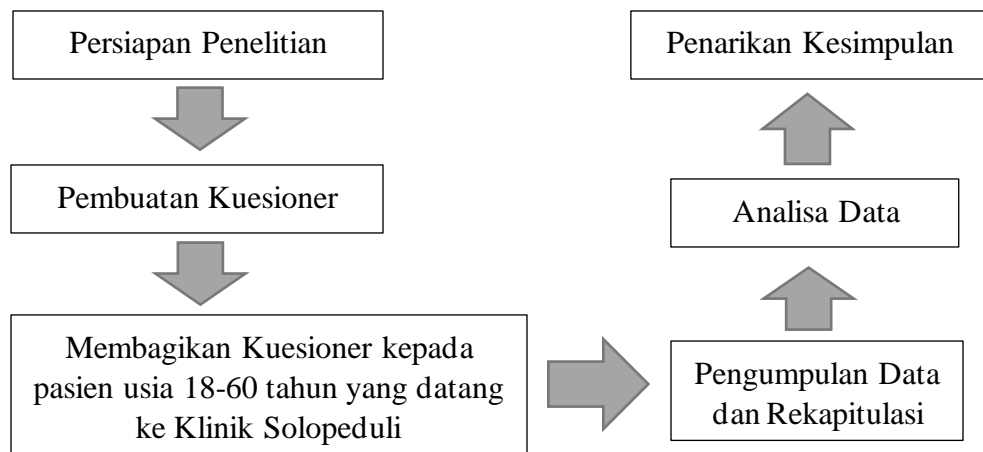 Persiapan Penelitian
Pembuatan Kuesioner
Membagikan Kuesioner kepada
pasien usia 18-60 tahun yang datang
ke Klinik Solopeduli
Pengumpulan Data
dan Rekapitulasi
Analisa Data
Penarikan Kesimpulan